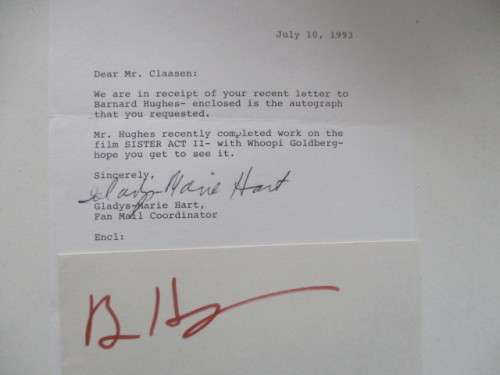 July 10, 1993
Dear Mr. Claasen:
We are in receipt of your recent letter to
Barnard Hughes- enclosed is the autograph
that you requested.
Mr. Hughes recently completed work on the
film SISTER ACT II- with Whoopi Goldberg-
hope you get to see it.
Sincerely,
Gladys-Marie Hart
Gladys-Marie Hart,
Fan Mail Coordinator
Encl: